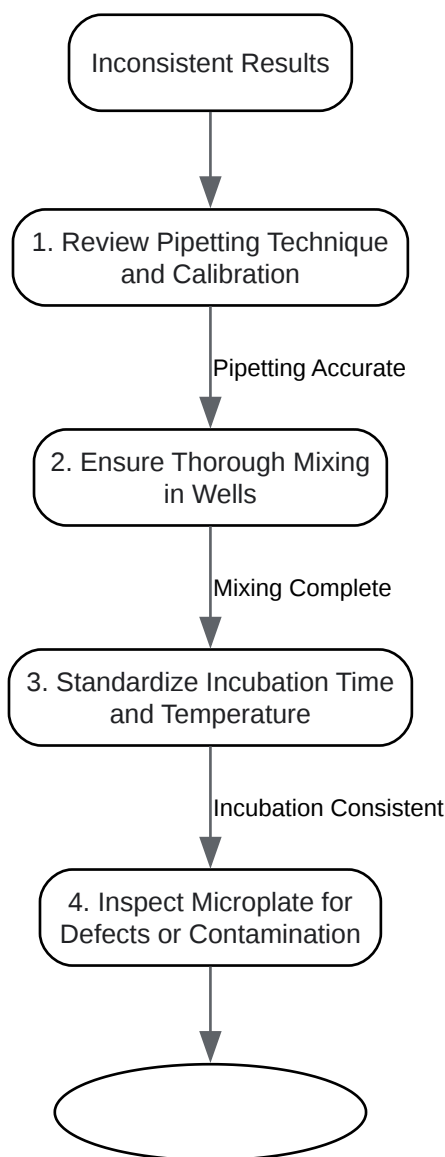 Inconsistent Results
1. Review Pipetting Technique
and Calibration
Pipetting Accurate
2. Ensure Thorough Mixing
in Wells
Mixing Complete
3. Standardize Incubation Time
and Temperature
Incubation Consistent
4. Inspect Microplate for
Defects or Contamination